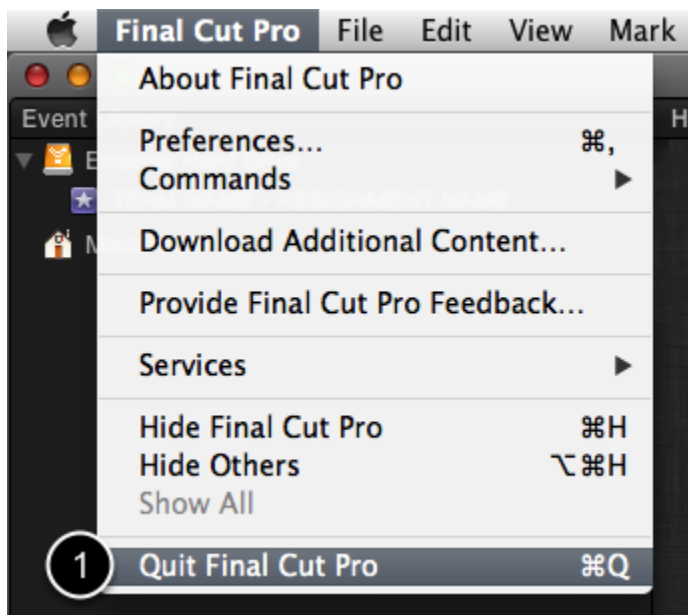 Final Cut Pro File Edit View Mark
About Final Cut Pro
Event
H
Preferences... ⌘,
Commands ▶
Download Additional Content...
Provide Final Cut Pro Feedback...
Services ▶
Hide Final Cut Pro ⌘H
Hide Others ⌥⌘H
Show All
1 Quit Final Cut Pro ⌘Q